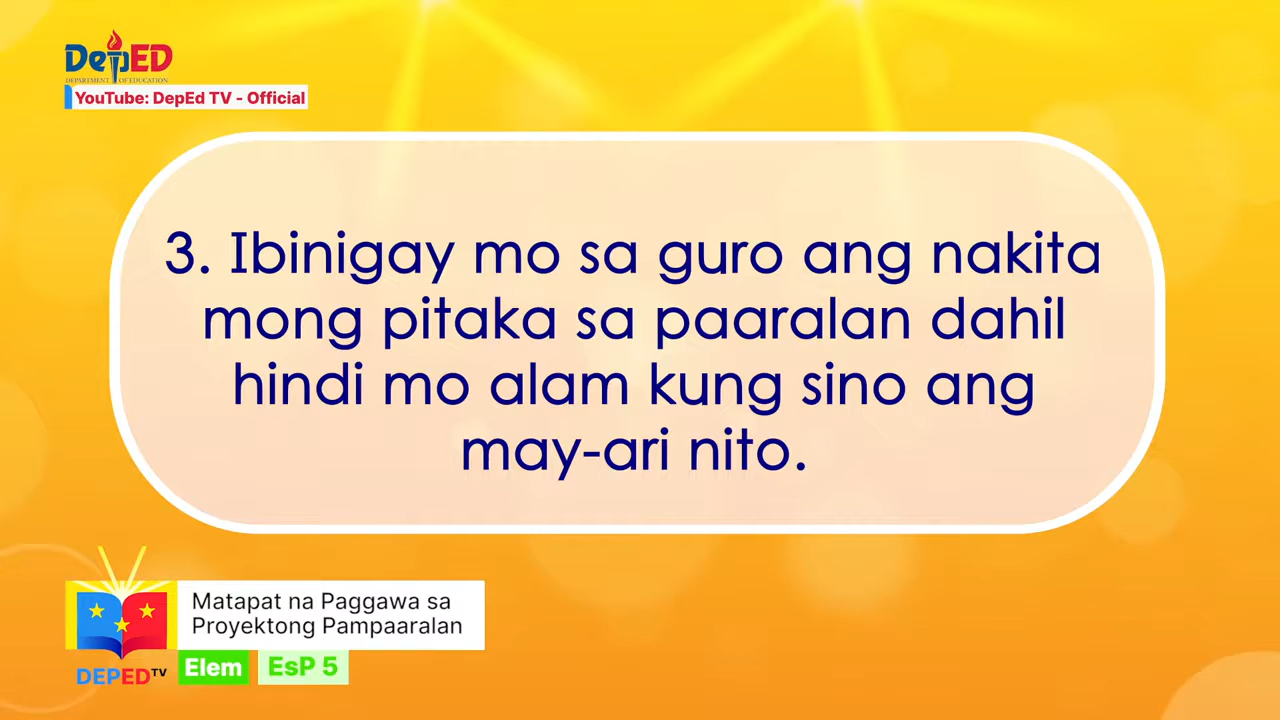 DepED
DEPARTMENT OF EDUCATION
YouTube: DepEd TV - Official
3. Ibinigay mo sa guro ang nakita
mong pitaka sa paaralan dahil
hindi mo alam kung sino ang
may-ari nito.
Matapat na Paggawa sa
Proyektong Pampaaralan
DEPED TV
Elem
EsP 5